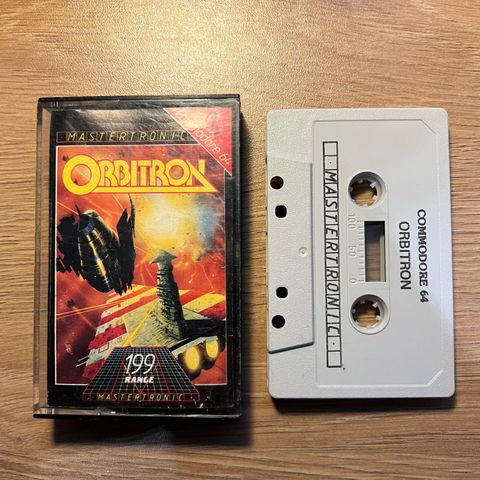 MASTERTRONIC
Commodore 64
ORBITRON
199
RANGE
MASTERTRONIC
MASTERTRONIC
100 50 0
COMMODORE 64
ORBITRON